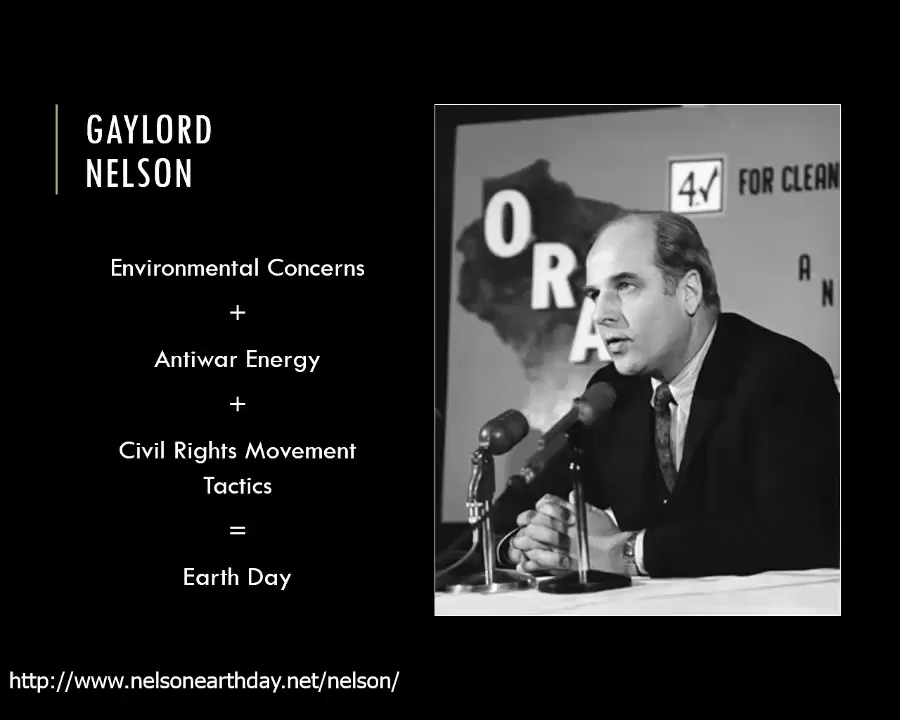 GAYLORD
NELSON
Environmental Concerns
+
Antiwar Energy
+
Civil Rights Movement
Tactics
=
Earth Day
O
R
A
4✓ FOR CLEAN
A
N
http://www.nelsonearthday.net/nelson/